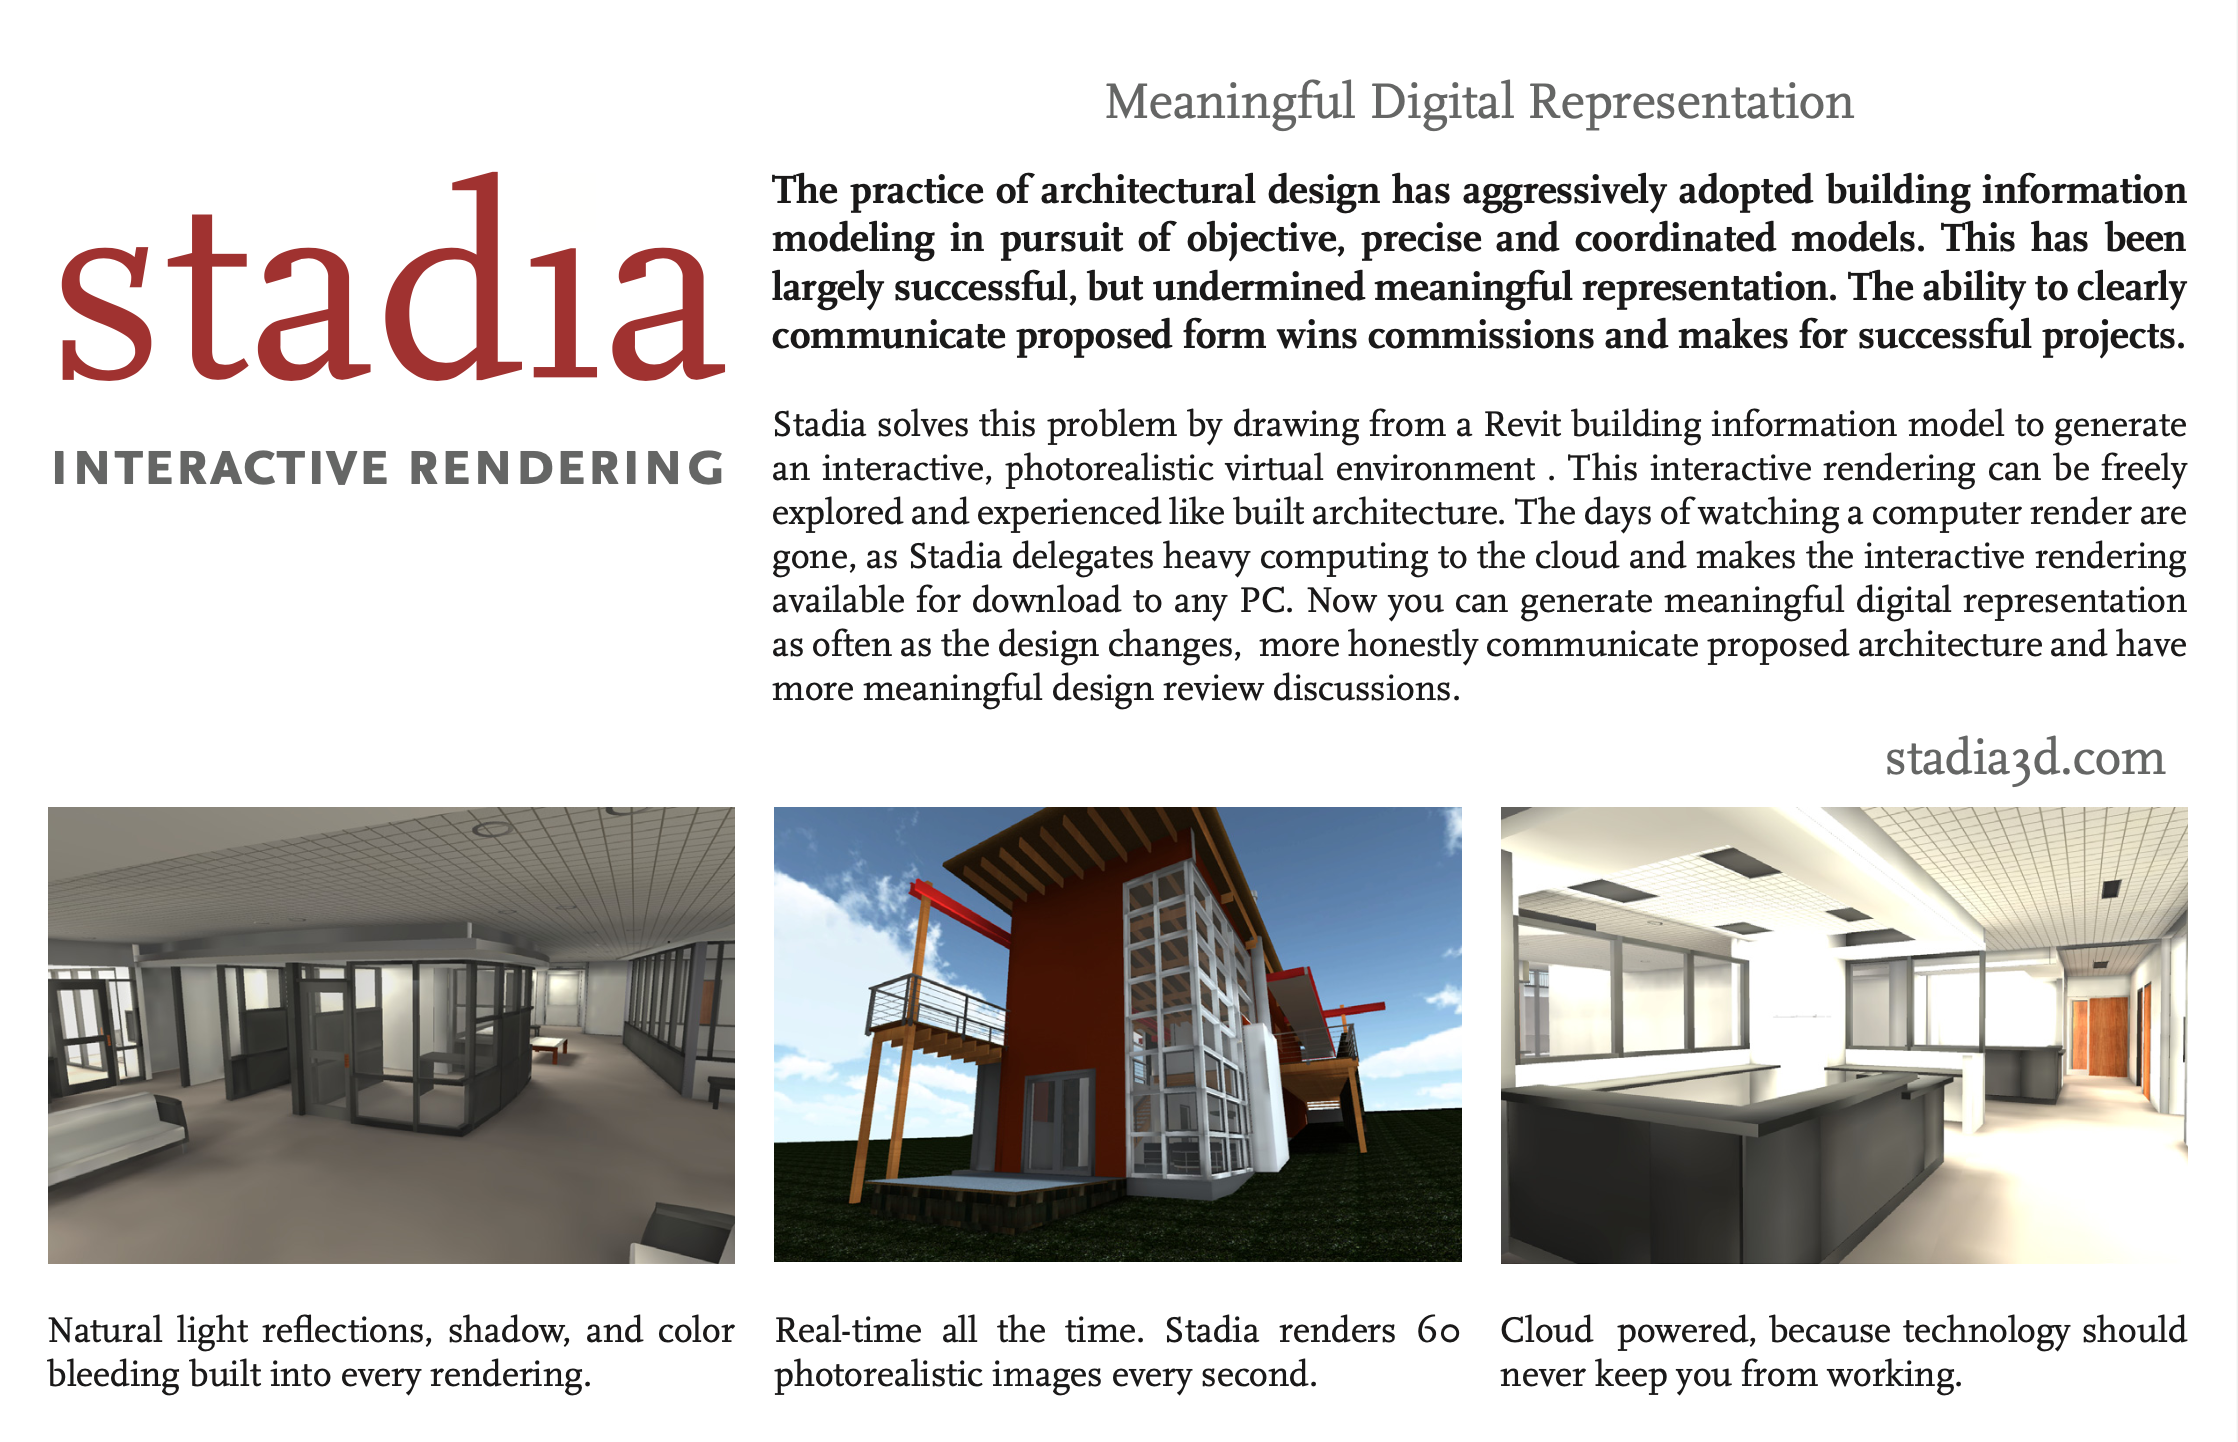 stadia
INTERACTIVE RENDERING
Meaningful Digital Representation
The practice of architectural design has aggressively adopted building information
modeling in pursuit of objective, precise and coordinated models. This has been
largely successful, but undermined meaningful representation. The ability to clearly
communicate proposed form wins commissions and makes for successful projects.
Stadia solves this problem by drawing from a Revit building information model to generate
an interactive, photorealistic virtual environment . This interactive rendering can be freely
explored and experienced like built architecture. The days of watching a computer render are
gone, as Stadia delegates heavy computing to the cloud and makes the interactive rendering
available for download to any PC. Now you can generate meaningful digital representation
as often as the design changes,  more honestly communicate proposed architecture and have
more meaningful design review discussions.
stadia3d.com
Natural light reflections, shadow, and color
bleeding built into every rendering.
Real-time all the time. Stadia renders 60
photorealistic images every second.
Cloud  powered, because technology should
never keep you from working.